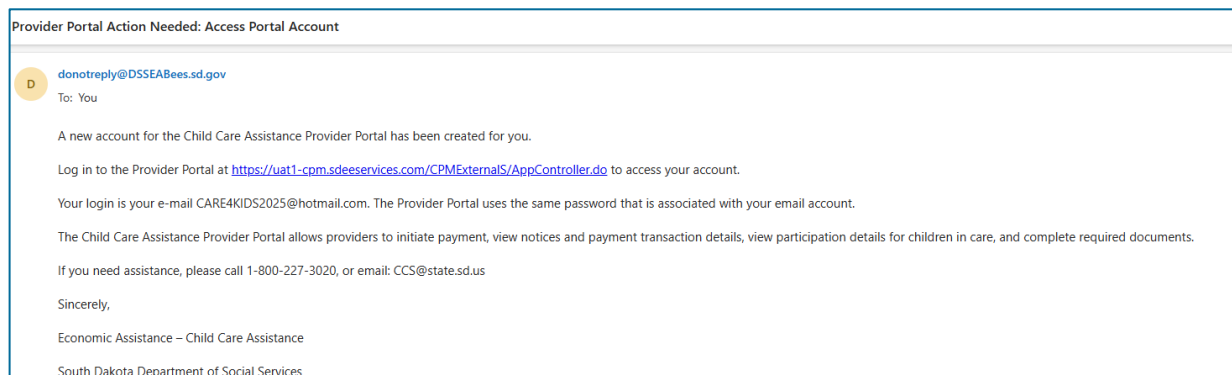 Provider Portal Action Needed: Access Portal Account
D
donotreply@DSSEABees.sd.gov
To: You
A new account for the Child Care Assistance Provider Portal has been created for you.
Log in to the Provider Portal at https://uat1-cpm.sdeeservices.com/CPMExternalS/AppController.do to access your account.
Your login is your e-mail CARE4KIDS2025@hotmail.com. The Provider Portal uses the same password that is associated with your email account.
The Child Care Assistance Provider Portal allows providers to initiate payment, view notices and payment transaction details, view participation details for children in care, and complete required documents.
If you need assistance, please call 1-800-227-3020, or email: CCS@state.sd.us
Sincerely,
Economic Assistance – Child Care Assistance
South Dakota Department of Social Services